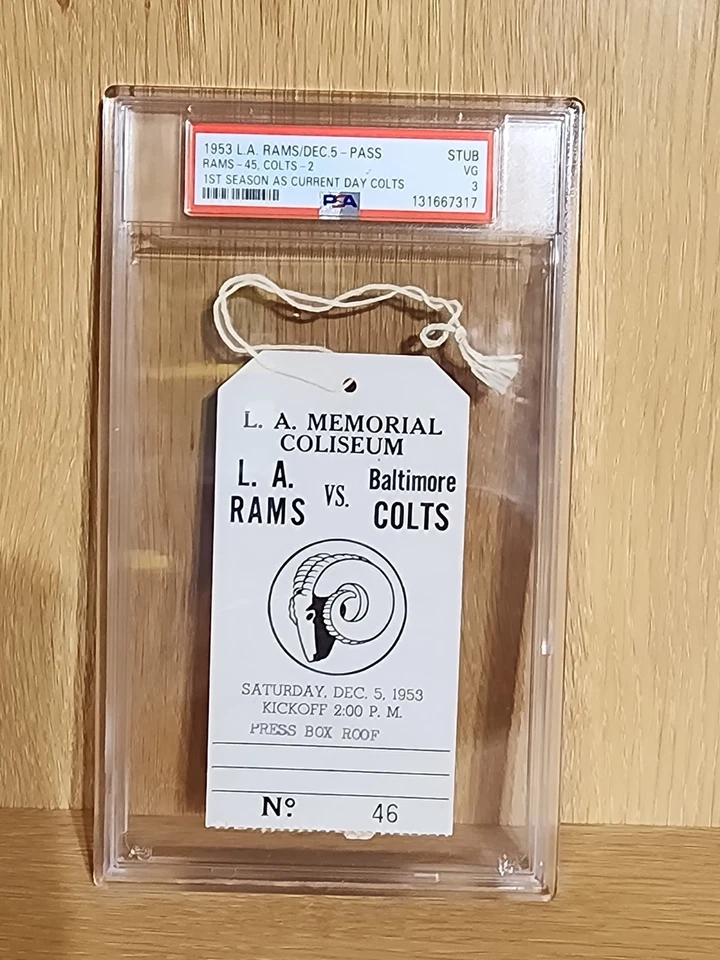 1953 L.A. RAMS/DEC.5-PASS STUB
RAMS-45, COLTS-2 VG
1ST SEASON AS CURRENT DAY COLTS 3
PSA 131667317
L. A. MEMORIAL
COLISEUM
L. A. RAMS VS. Baltimore COLTS
SATURDAY, DEC. 5, 1953
KICKOFF 2:00 P. M.
PRESS BOX ROOF
Nº 46